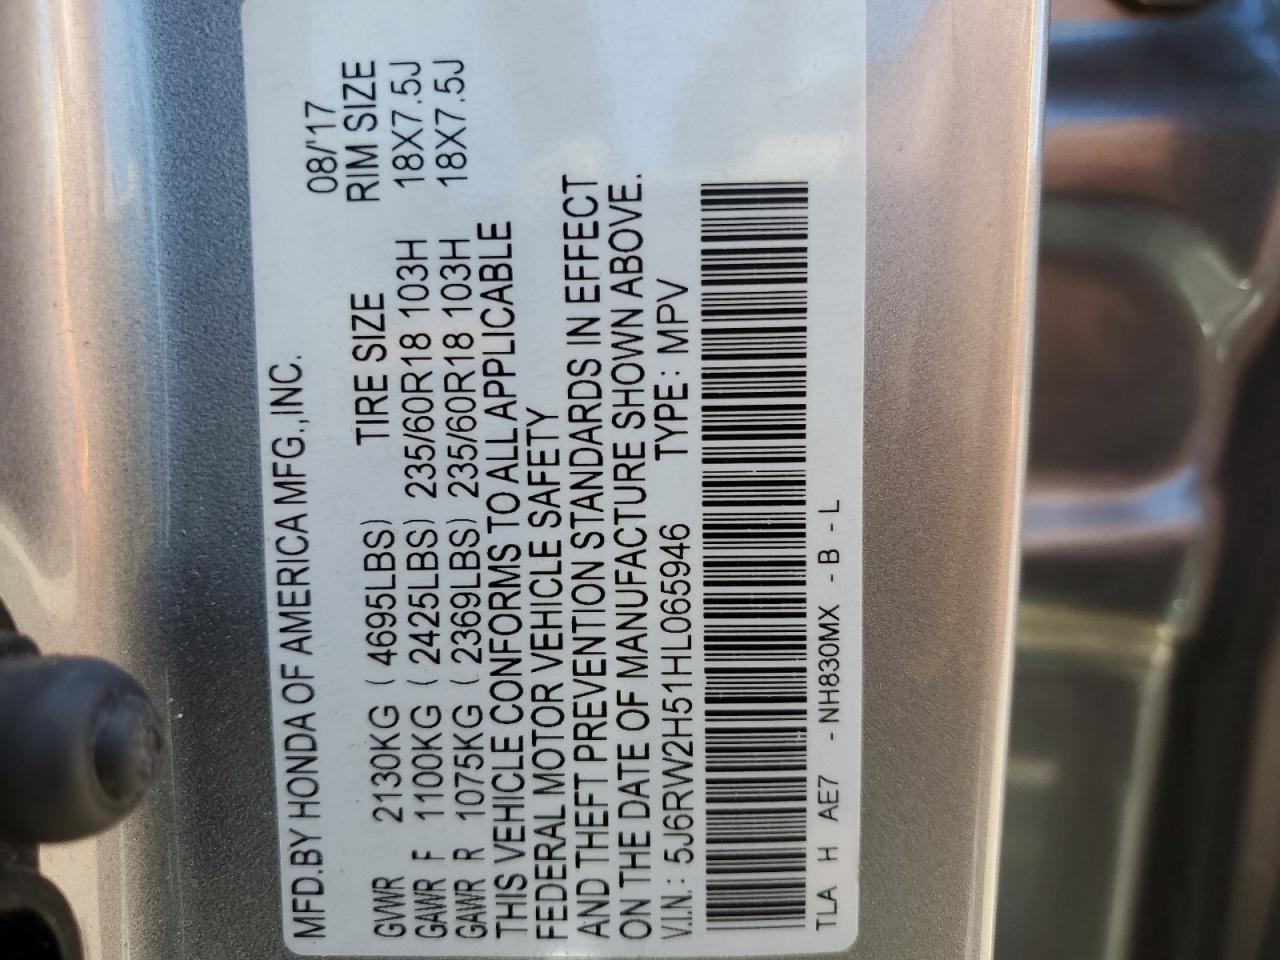 MFD.BY HONDA OF AMERICA MFG.,INC. 08/'17
TIRE SIZE RIM SIZE
GVWR 2130KG ( 4695LBS)
GAWR F 1100KG ( 2425LBS) 235/60R18 103H 18X7.5J
GAWR R 1075KG ( 2369LBS) 235/60R18 103H 18X7.5J
THIS VEHICLE CONFORMS TO ALL APPLICABLE
FEDERAL MOTOR VEHICLE SAFETY
AND THEFT PREVENTION STANDARDS IN EFFECT
ON THE DATE OF MANUFACTURE SHOWN ABOVE.
V.I.N.: 5J6RW2H51HL065946 TYPE: MPV
TLA H AE7 - NH830MX - B - L